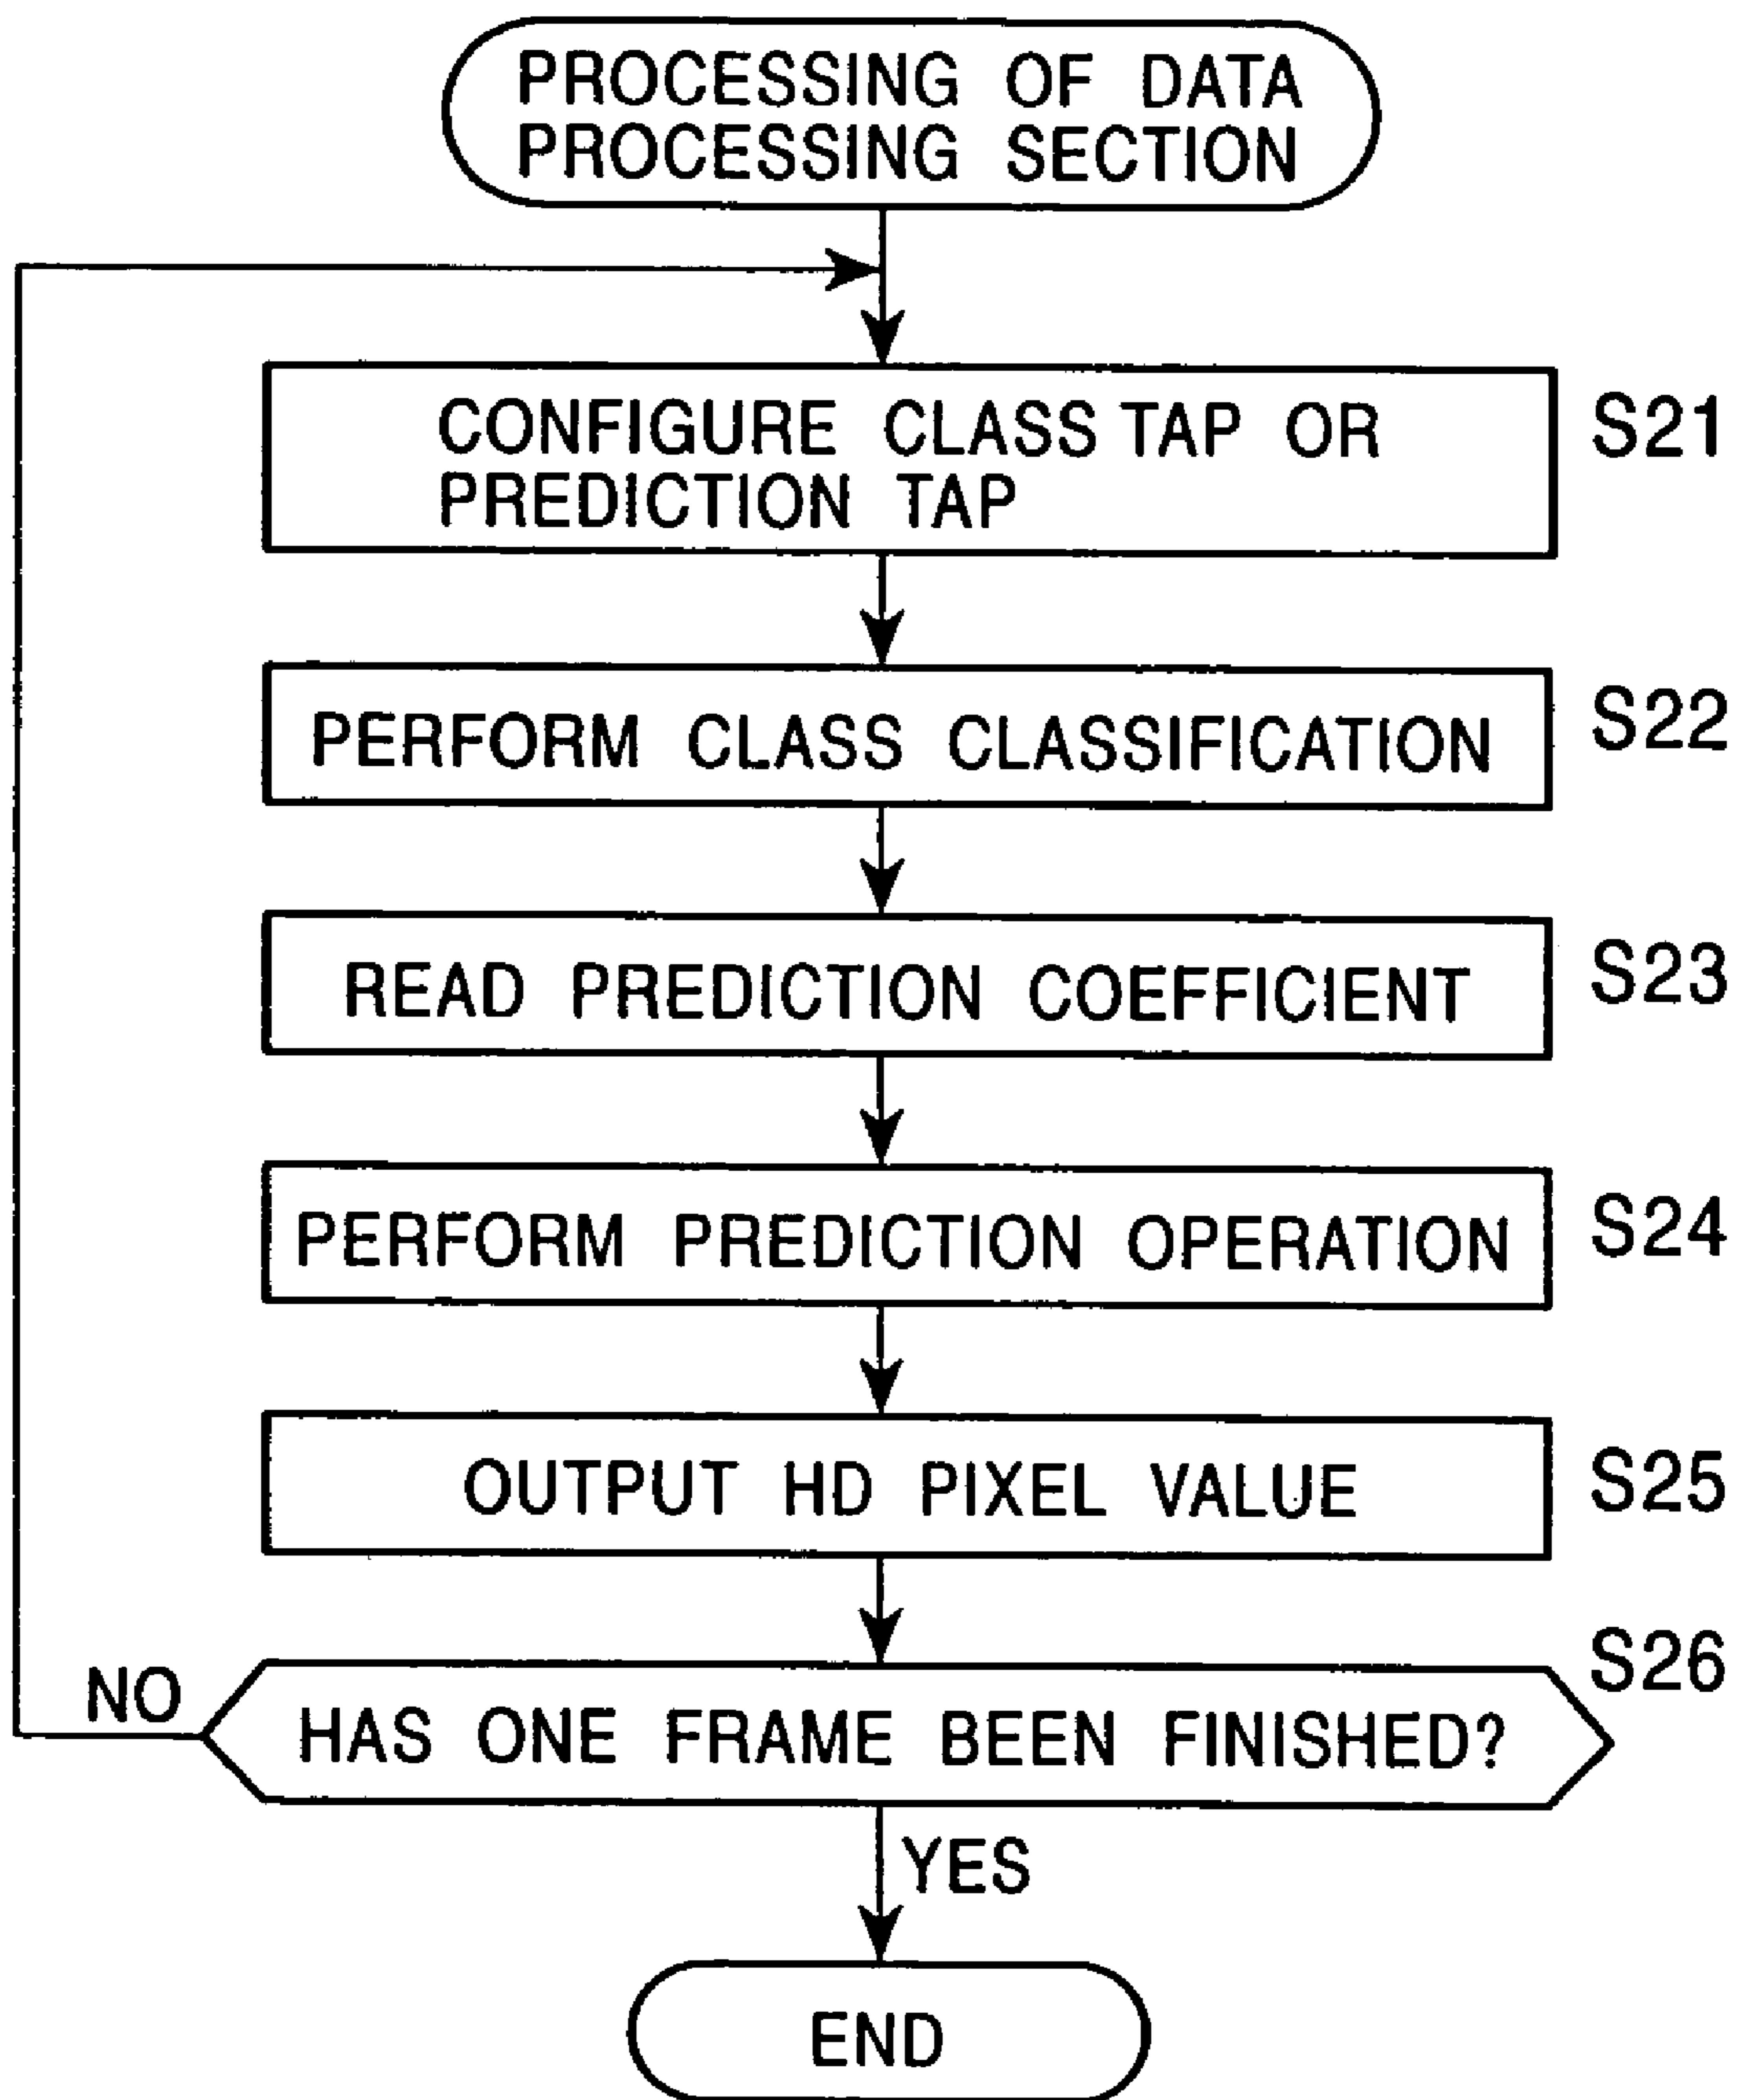 PROCESSING OF DATA
PROCESSING SECTION
CONFIGURE CLASS TAP OR
PREDICTION TAP
S21
PERFORM CLASS CLASSIFICATION
S22
READ PREDICTION COEFFICIENT
S23
PERFORM PREDICTION OPERATION
S24
OUTPUT HD PIXEL VALUE
S25
S26
NO
HAS ONE FRAME BEEN FINISHED?
YES
END